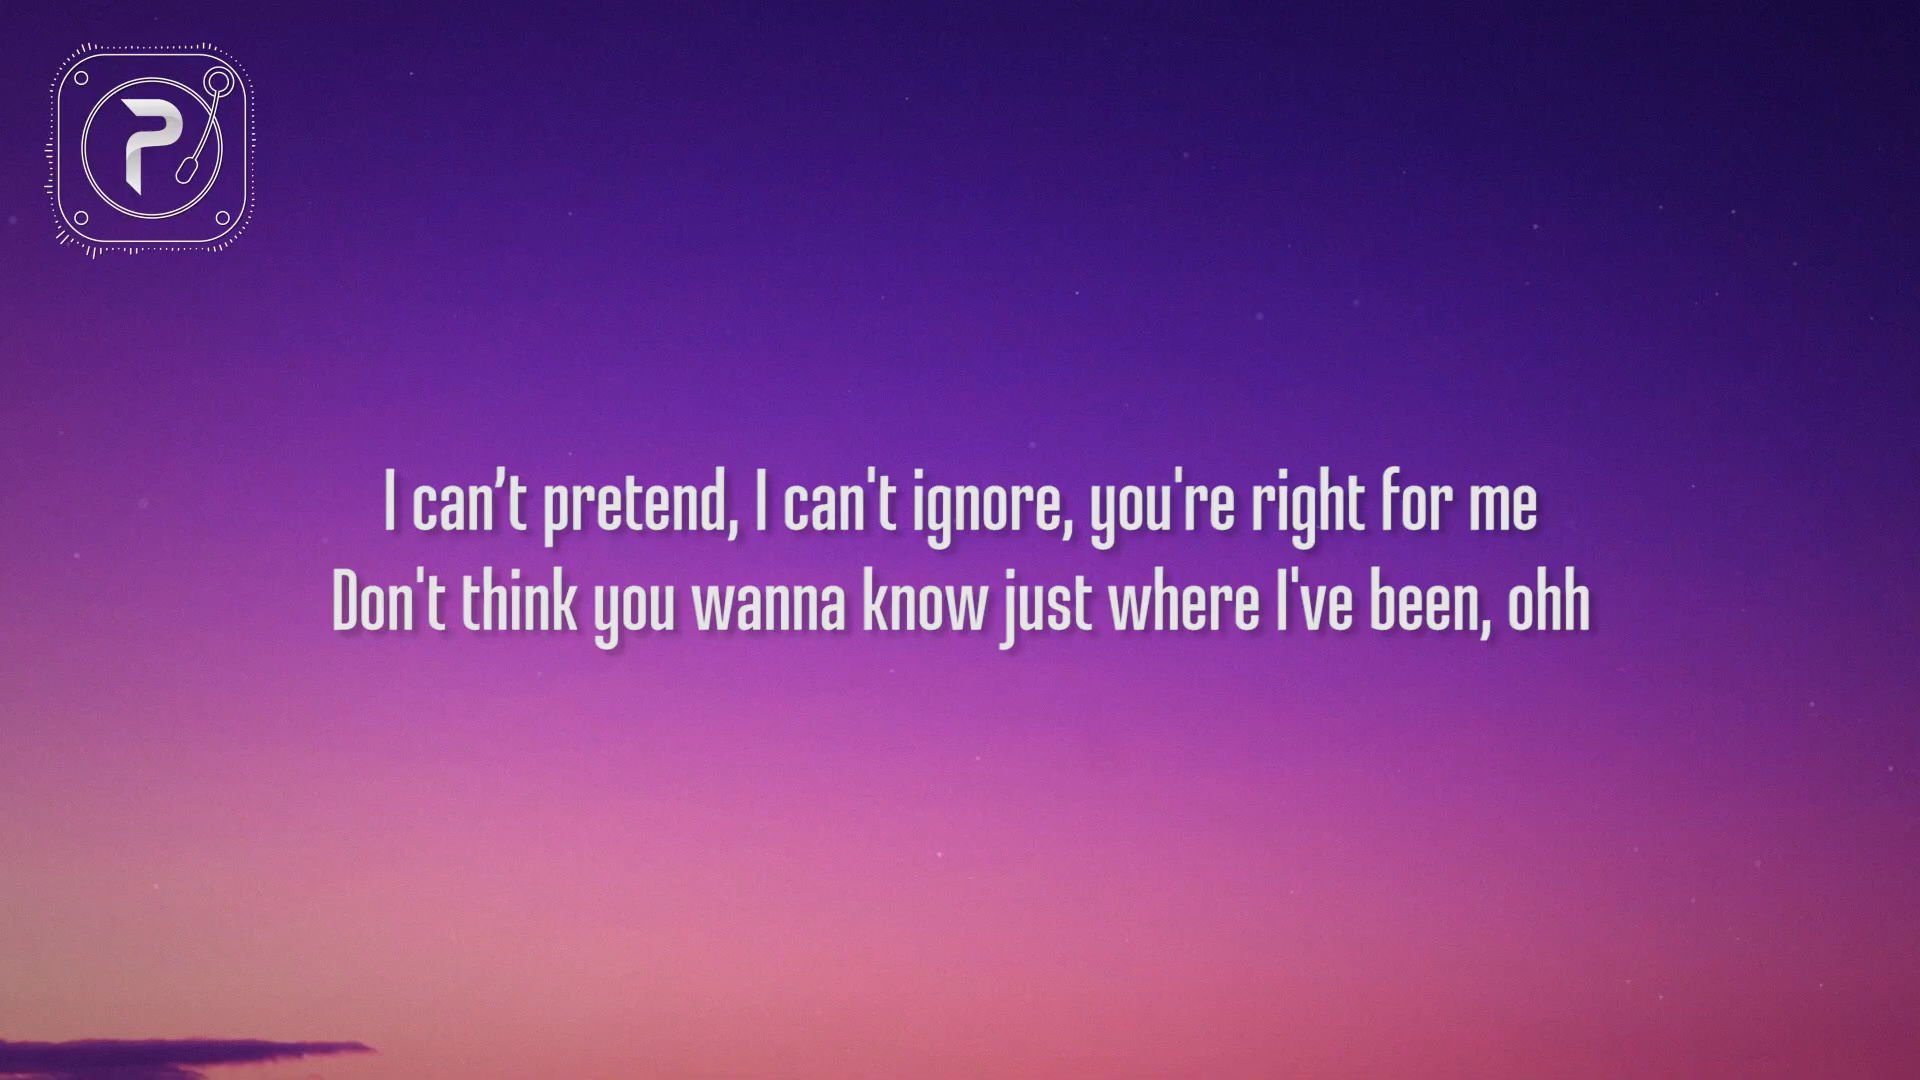 P
I can’t pretend, I can't ignore, you're right for me
Don't think you wanna know just where I've been, ohh